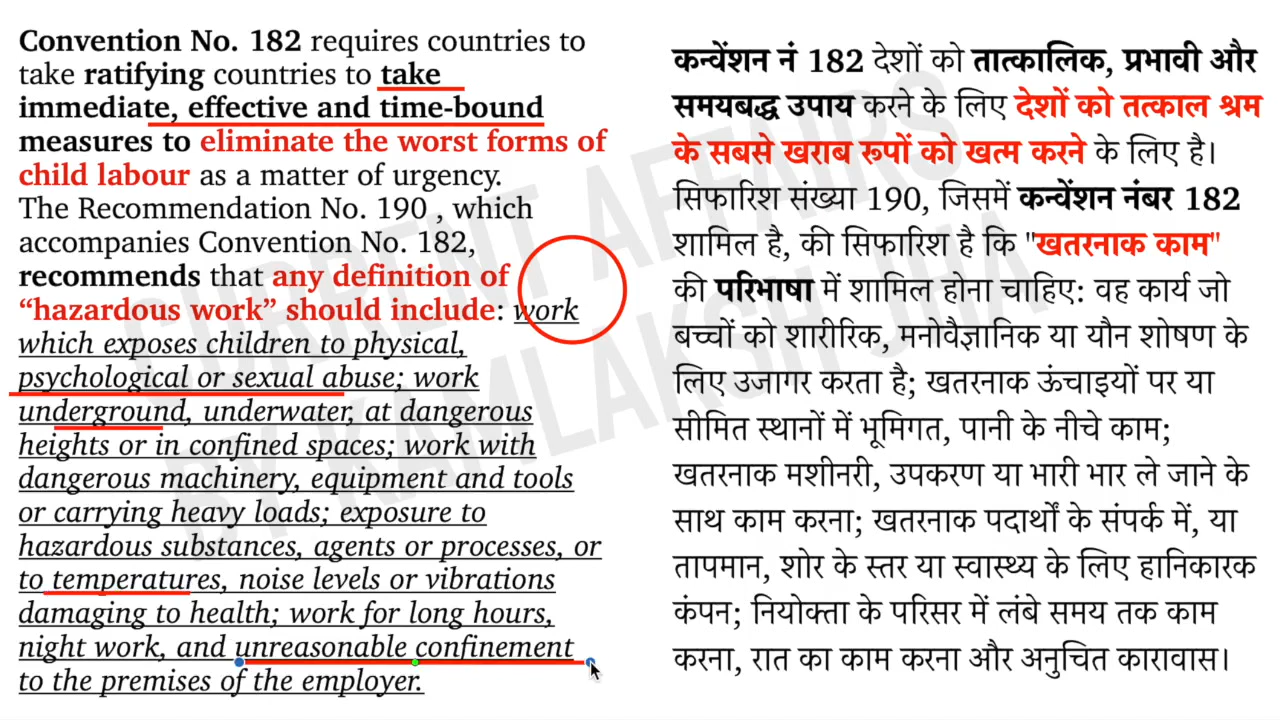 Convention No. 182 requires countries to
take ratifying countries to take
immediate, effective and time-bound
measures to eliminate the worst forms of
child labour as a matter of urgency.
The Recommendation No. 190 , which
accompanies Convention No. 182,
recommends that any definition of
“hazardous work” should include: work
which exposes children to physical,
psychological or sexual abuse; work
underground, underwater, at dangerous
heights or in confined spaces; work with
dangerous machinery, equipment and tools
or carrying heavy loads; exposure to
hazardous substances, agents or processes, or
to temperatures, noise levels or vibrations
damaging to health; work for long hours,
night work, and unreasonable confinement
to the premises of the employer.
कन्वेंशन नं 182 देशों को तात्कालिक, प्रभावी और
समयबद्ध उपाय करने के लिए देशों को तत्काल श्रम
के सबसे खराब रूपों को खत्म करने के लिए है।
सिफारिश संख्या 190, जिसमें कन्वेंशन नंबर 182
शामिल है, की सिफारिश है कि "खतरनाक काम"
की परिभाषा में शामिल होना चाहिए: वह कार्य जो
बच्चों को शारीरिक, मनोवैज्ञानिक या यौन शोषण के
लिए उजागर करता है; खतरनाक ऊंचाइयों पर या
सीमित स्थानों में भूमिगत, पानी के नीचे काम;
खतरनाक मशीनरी, उपकरण या भारी भार ले जाने के
साथ काम करना; खतरनाक पदार्थों के संपर्क में, या
तापमान, शोर के स्तर या स्वास्थ्य के लिए हानिकारक
कंपन; नियोक्ता के परिसर में लंबे समय तक काम
करना, रात का काम करना और अनुचित कारावास।
CURRENT AFFAIRS
BY KAMLAKSH JHA